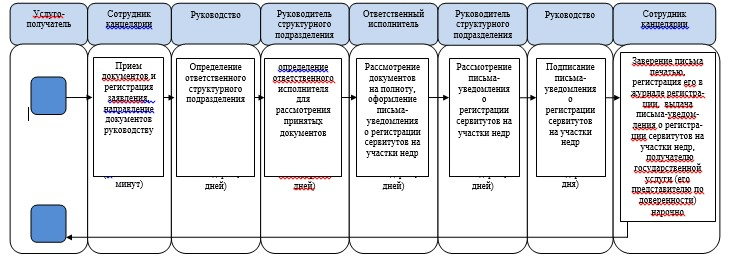 Услуго-
получатель
Сотрудник
канцелярии
Руководство
Руководитель
структурного
подразделения
Ответственный
исполнитель
Руководитель
структурного
подразделения
Руководство
Сотрудник
канцелярии
Прием
документов и
регистрация
заявления,
направление
документов
руководству
минут)
Определение
ответственного
структурного
подразделения
дней)
определения
ответственного
исполнителя
для
рассмотрения
принятых
документов
дней)
Рассмотрение
документов
на полноту,
оформление
письма-
уведомления
о регистрации
сервитутов на
участки недр
дней)
Рассмотрение
письма-
уведомления
о
регистрации
сервитутов на
участки недр
дней)
Подписание
письма-
уведомления
о
регистрации
сервитутов
на участки
недр
дня)
Заверение письма
печатью,
регистрация его в
журнале регистра-
ции, выдача
письма-уведом-
ления о регистра-
ции сервитутов на
участки недр,
получателю
государственной
услуги (его
представителю по
доверенности)
нарочно